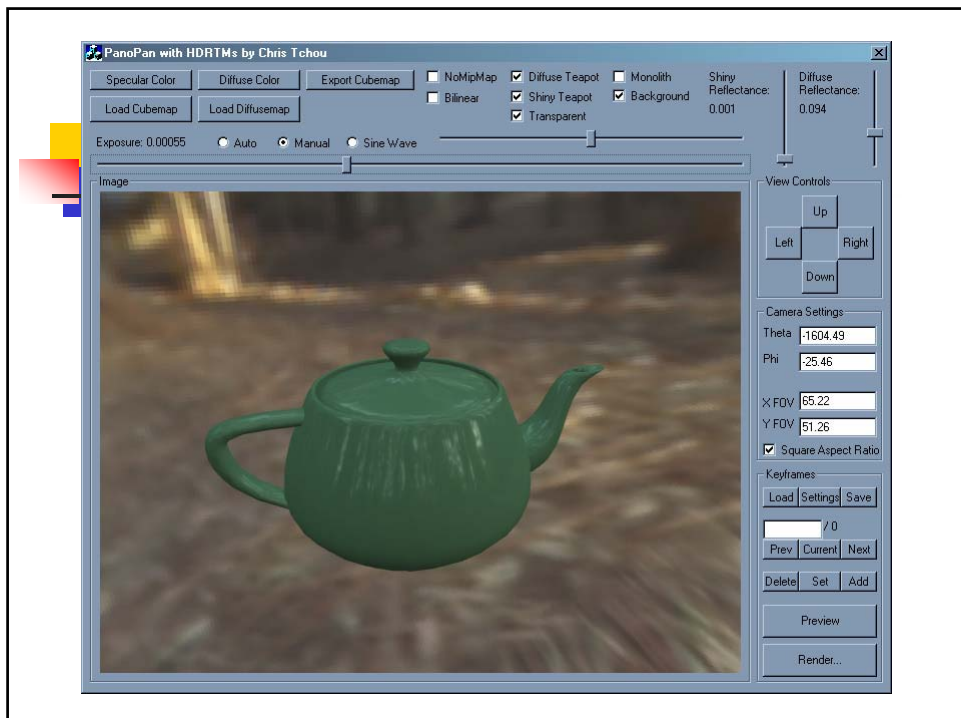 PanoPan with HDRTMs by Chris Tchou
Specular Color
Diffuse Color
Export Cubemap
Load Cubemap
Load Diffusemap
NoMipMap
Bilinear
Diffuse Teapot
Shiny Teapot
Transparent
Monolith
Background
Shiny
Reflectance:
0.001
Diffuse
Reflectance:
0.094
Exposure: 0.00055
Auto
Manual
Sine Wave
Image
View Controls
Up
Left
Right
Down
Camera Settings
Theta
-1604.49
Phi
-25.46
X FOV
65.22
Y FOV
51.26
Square Aspect Ratio
Keyframes
Load
Settings
Save
/ 0
Prev
Current
Next
Delete
Set
Add
Preview
Render...